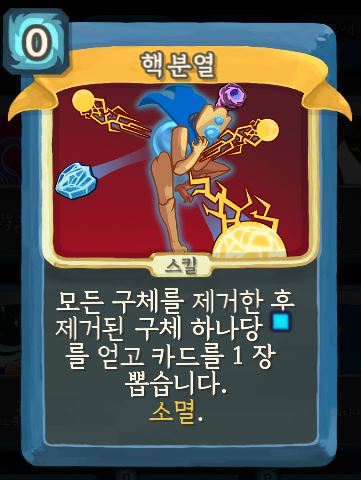 0
핵분열
스킬
모든 구체를 제거한 후
제거된 구체 하나당
를 얻고 카드를 1 장
뽑습니다.
소멸.